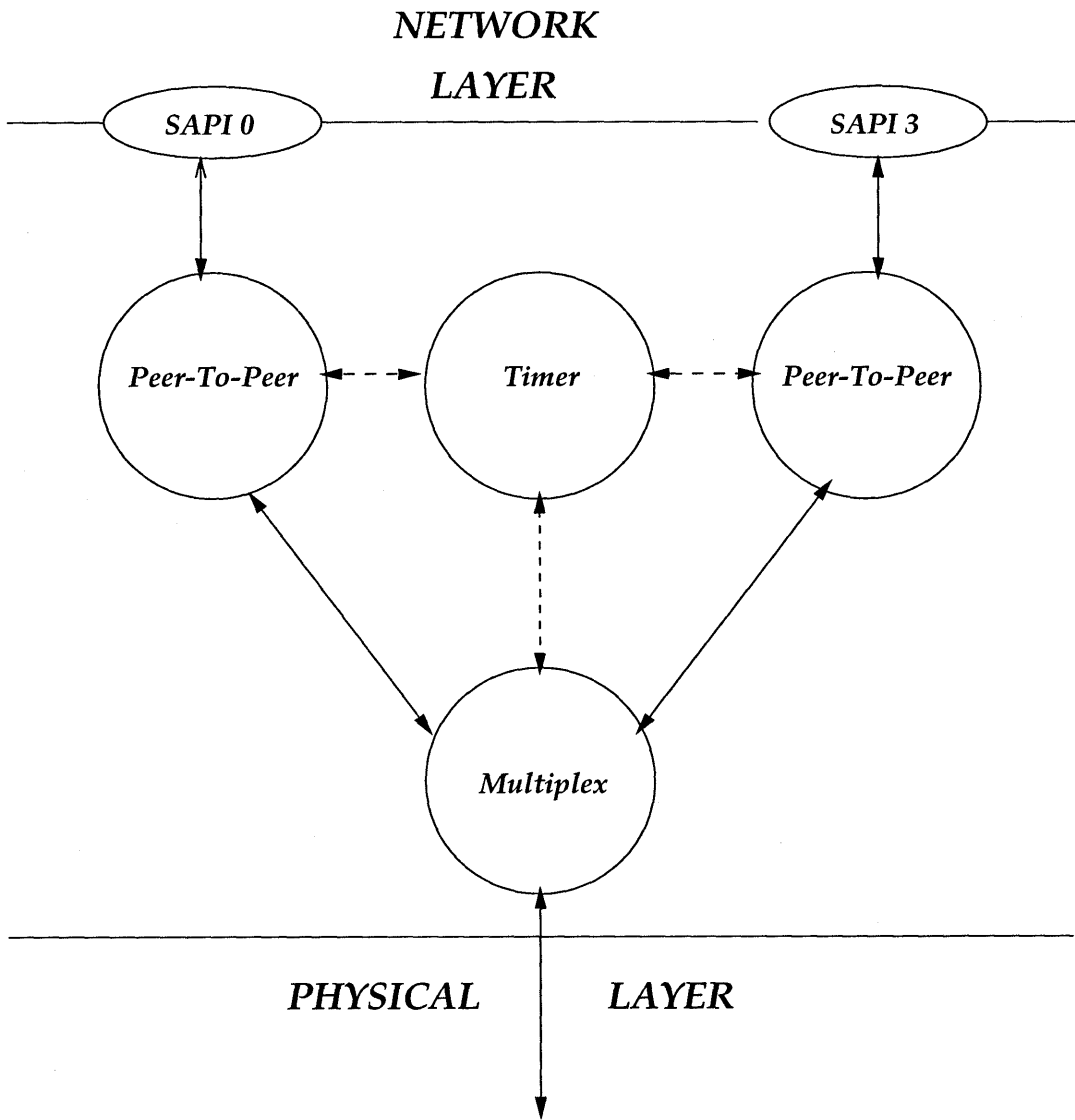 NETWORK
LAYER
SAPI 0
SAPI 3
Peer-To-Peer
Timer
Peer-To-Peer
Multiplex
PHYSICAL LAYER